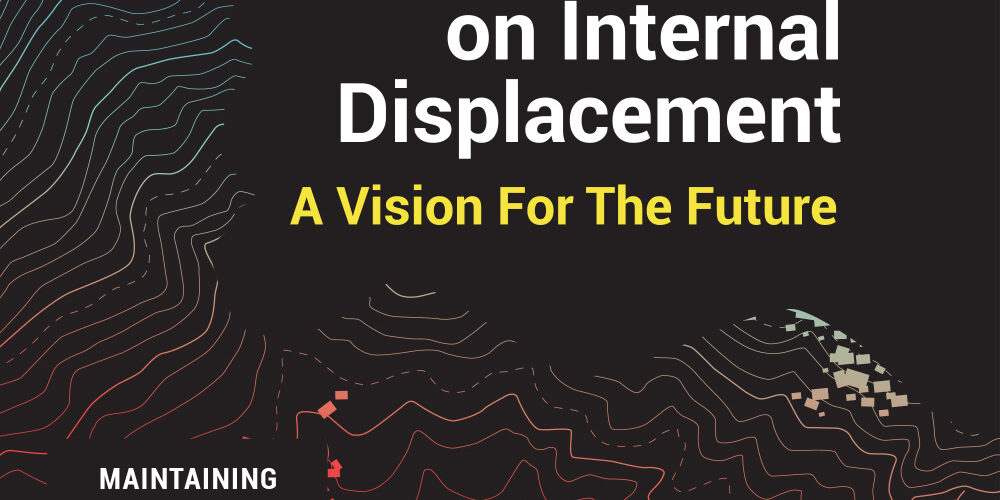 on Internal
Displacement
A Vision For The Future
MAINTAINING